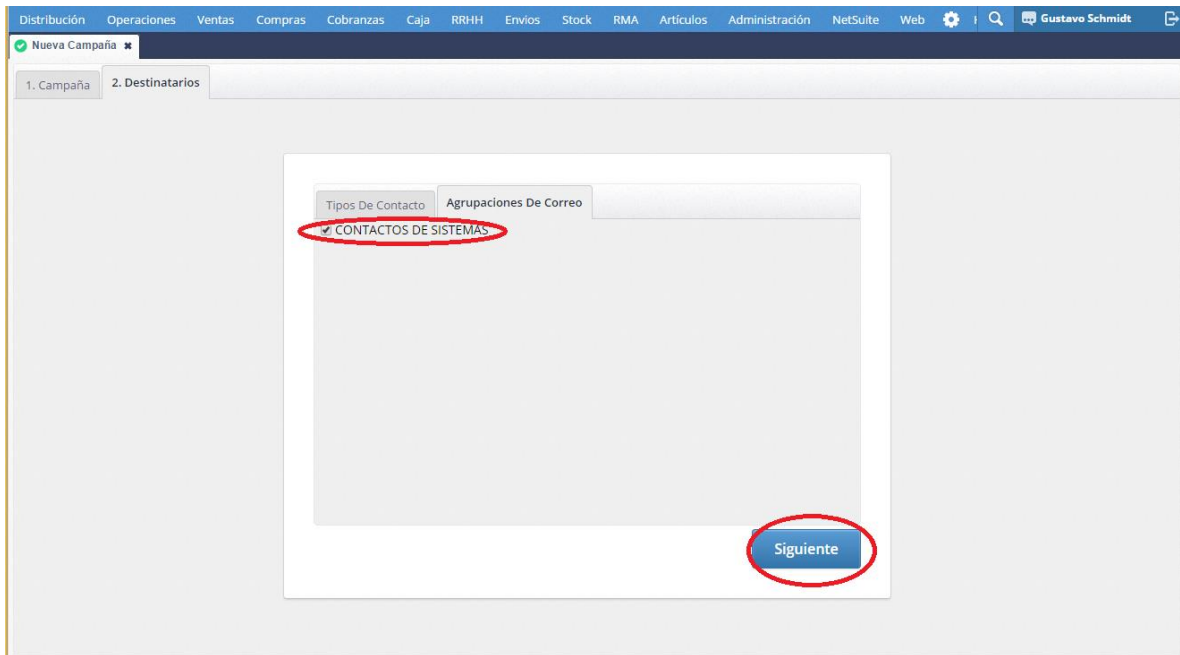 Distribución Operaciones Ventas Compras Cobranzas Caja RRHH Envios Stock RMA Artículos Administración NetSuite Web Gustavo Schmidt
Nueva Campaña
1. Campaña 2. Destinatarios
Tipos De Contacto Agrupaciones De Correo
CONTACTOS DE SISTEMAS
Siguiente